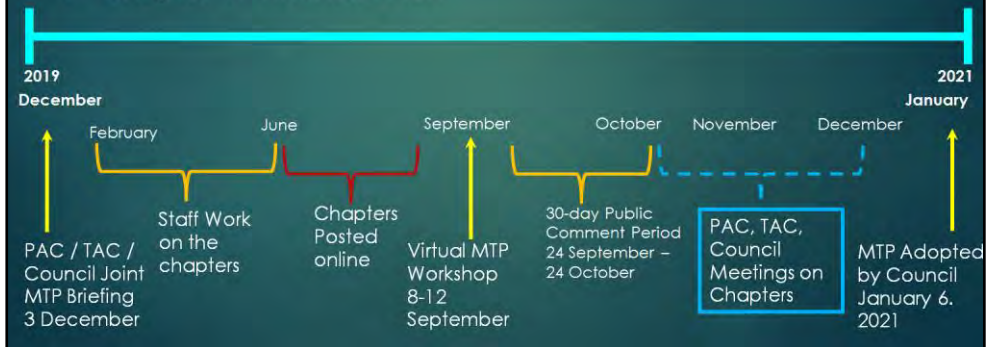 2019
December
2021
January
February
June
September
October
November
December
PAC / TAC /
Council Joint
MTP Briefing
3 December
Staff Work
on the
chapters
Chapters
Posted
online
Virtual MTP
Workshop
8-12
September
30-day Public
Comment Period
24 September –
24 October
PAC, TAC,
Council
Meetings on
Chapters
MTP Adopted
by Council
January 6.
2021